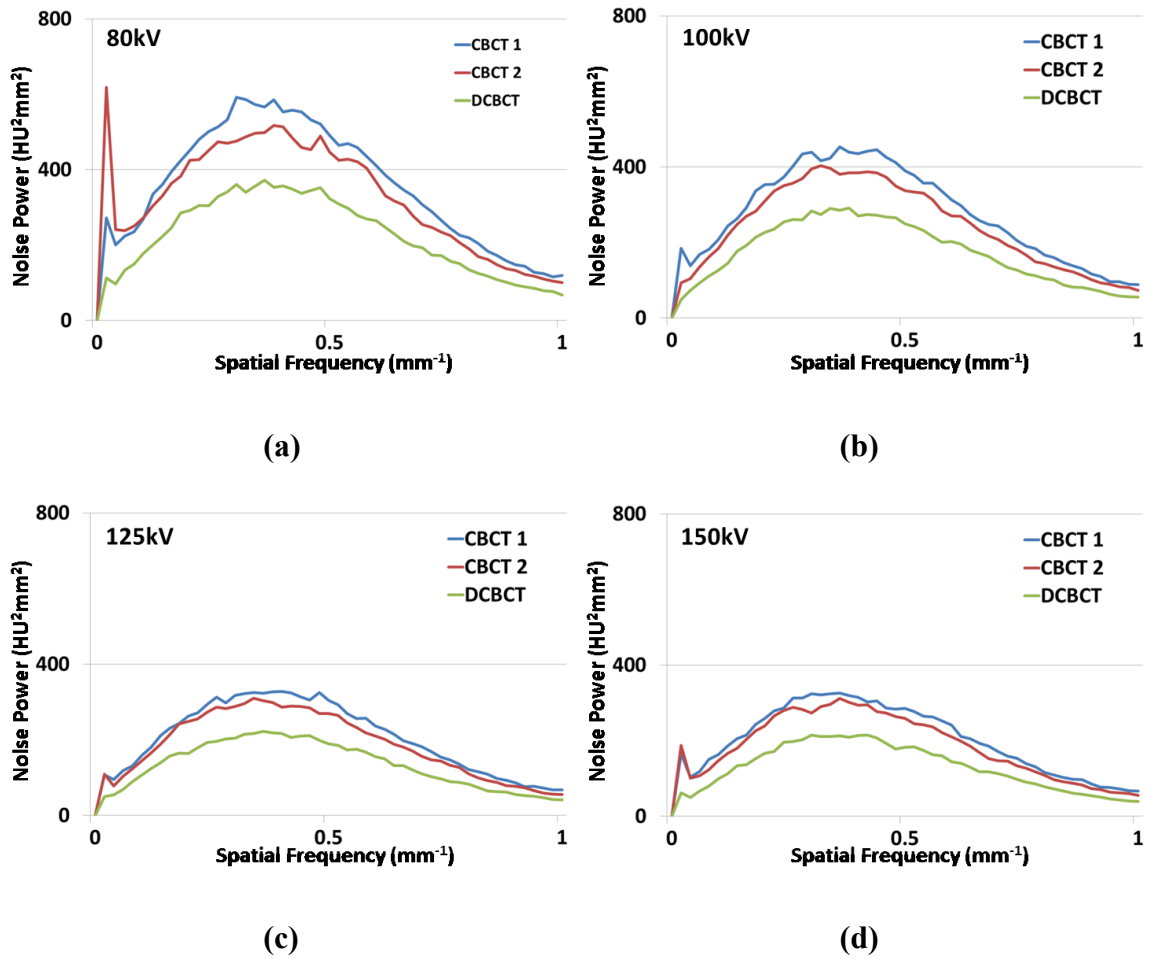 800
80kV
CBCT 1
CBCT 2
DCBCT
Noise Power (HU²mm²)
400
0
0
0.5
1
Spatial Frequency (mm⁻¹)
(a)
800
100kV
CBCT 1
CBCT 2
DCBCT
Noise Power (HU²mm²)
400
0
0
0.5
1
Spatial Frequency (mm⁻¹)
(b)
800
125kV
CBCT 1
CBCT 2
DCBCT
Noise Power (HU²mm²)
400
0
0
0.5
1
Spatial Frequency (mm⁻¹)
(c)
800
150kV
CBCT 1
CBCT 2
DCBCT
Noise Power (HU²mm²)
400
0
0
0.5
1
Spatial Frequency (mm⁻¹)
(d)